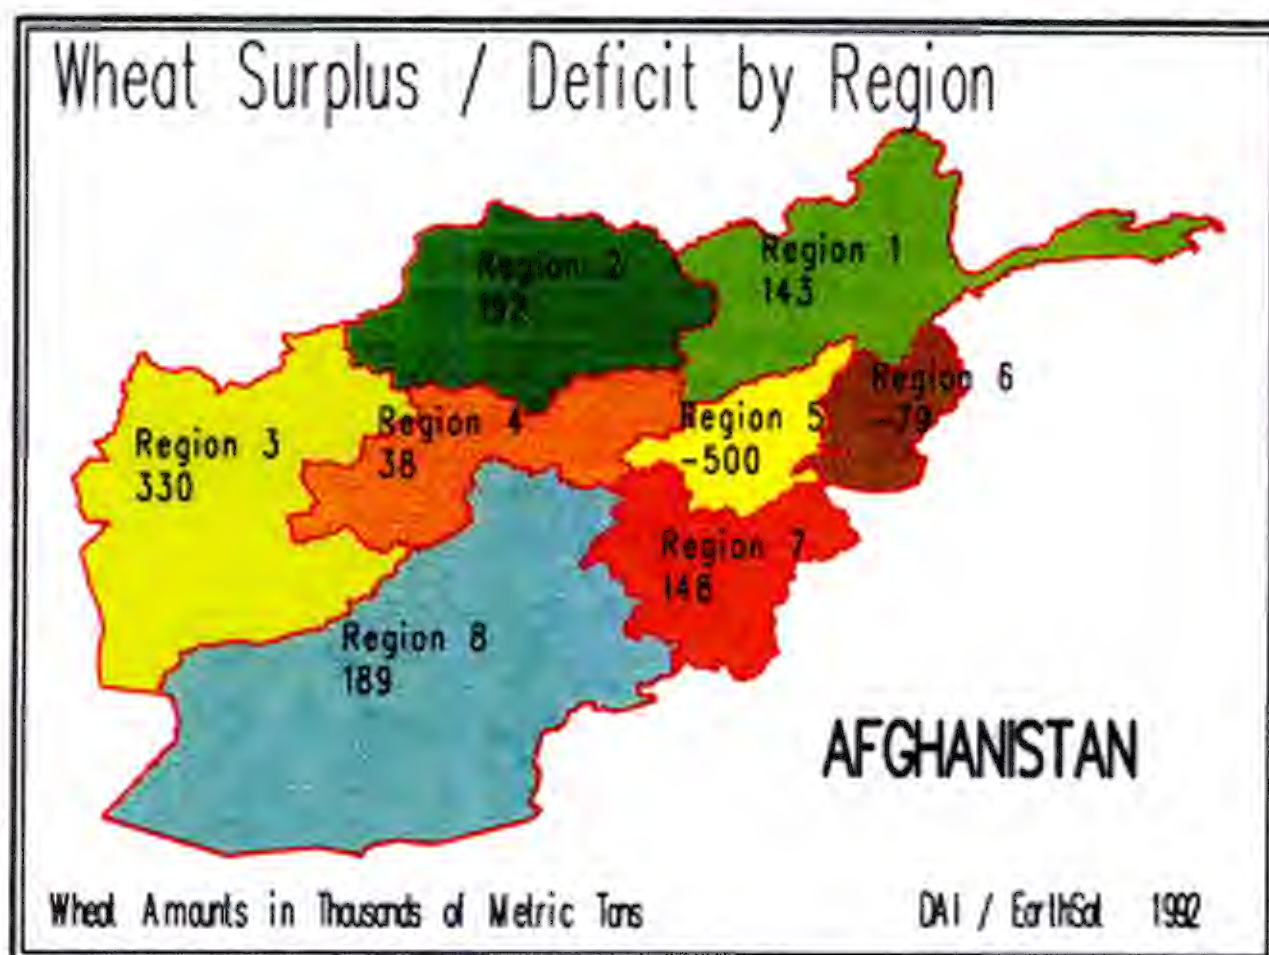 Wheat Surplus / Deficit by Region
Region 1
143
Region 2
192
Region 3
330
Region 4
38
Region 5
-500
Region 6
-79
Region 7
148
Region 8
189
AFGHANISTAN
Wheat Amounts in Thousands of Metric Tons
DAI / EarthSat 1992